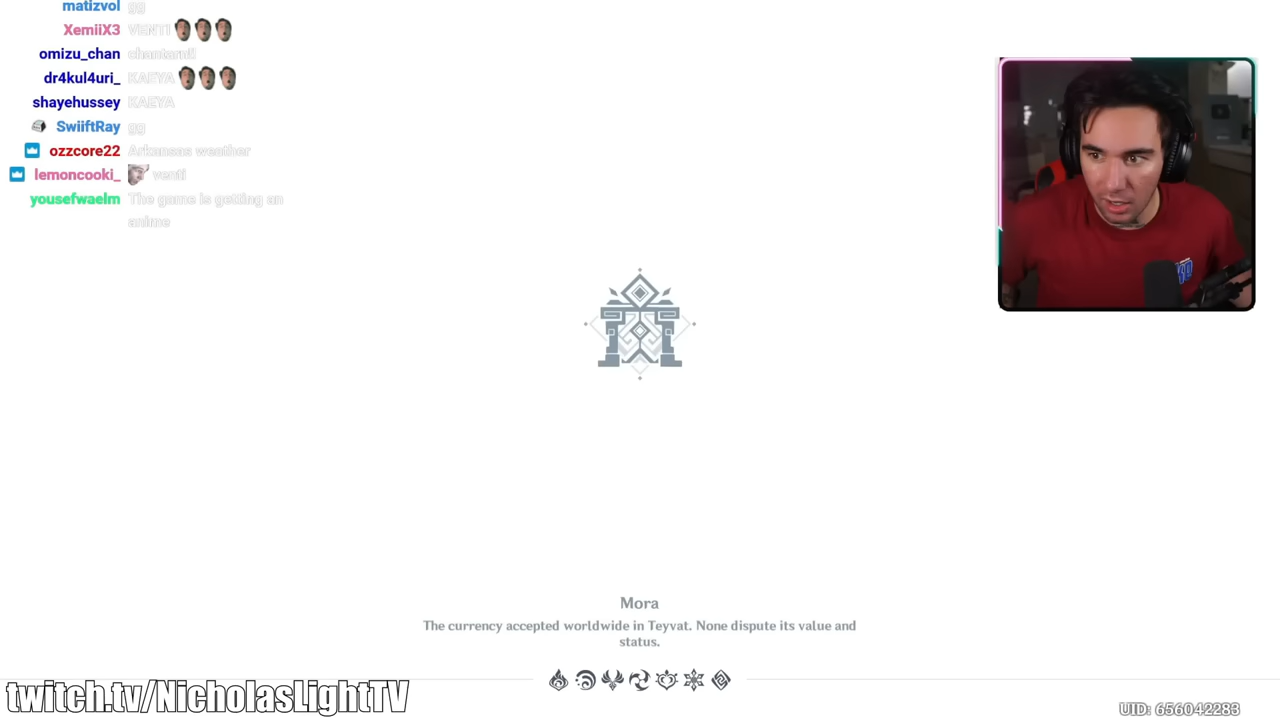 matizvol gg
XemiiX3 VENTI
omizu_chan
dr4kul4uri_ KAEYA
shayehussey KAEYA
SwiiftRay gg
ozzcore22 Arkansas weather
lemoncooki_ venti
yousefwaelm The game is getting an
anime
Mora
The currency accepted worldwide in Teyvat. None dispute its value and
status.
twitch.tv/NicholasLightTV
UID: 656042283